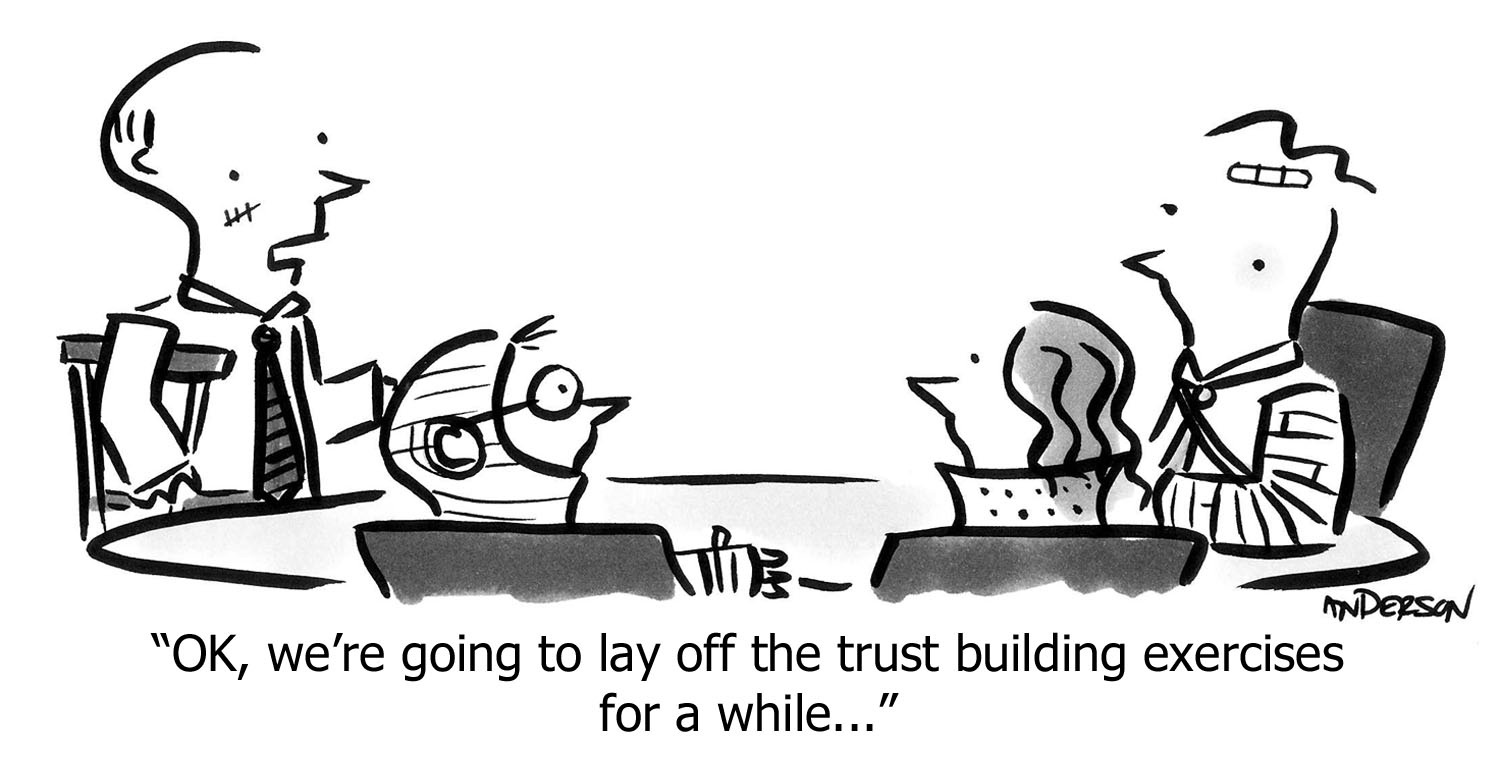 ANDERSON
“OK, we’re going to lay off the trust building exercises
for a while...”